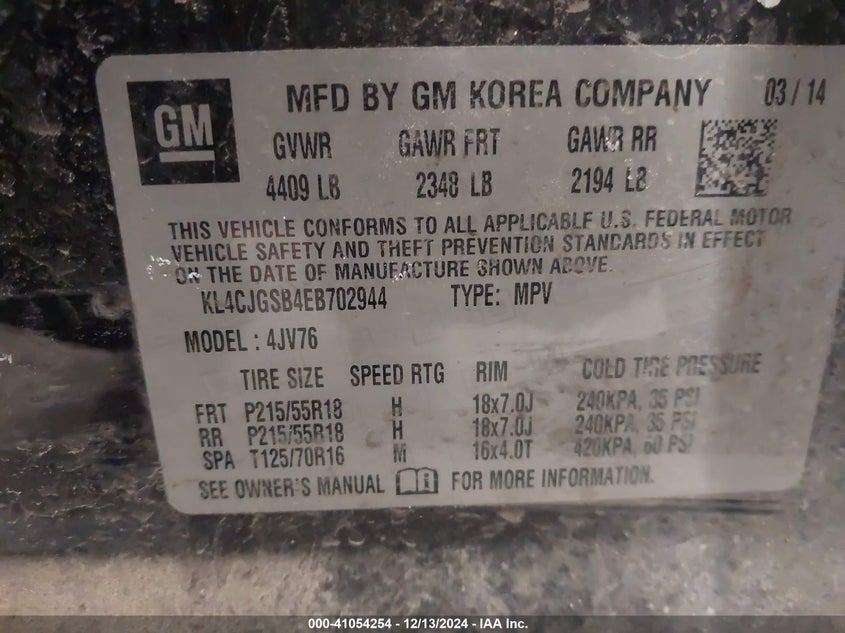 GM
MFD BY GM KOREA COMPANY 03/14
GVWR GAWR FRT GAWR RR
4409 LB 2348 LB 2194 LB
THIS VEHICLE CONFORMS TO ALL APPLICABLE U.S. FEDERAL MOTOR
VEHICLE SAFETY AND THEFT PREVENTION STANDARDS IN EFFECT
ON THE DATE OF MANUFACTURE SHOWN ABOVE.
KL4CJGSB4EB702944 TYPE: MPV
MODEL : 4JV76
TIRE SIZE SPEED RTG RIM COLD TIRE PRESSURE
FRT P215/55R18 H 18x7.0J 240KPA, 35 PSI
RR P215/55R18 H 18x7.0J 240KPA, 35 PSI
SPA T125/70R16 M 16x4.0T 420KPA, 60 PSI
SEE OWNER'S MANUAL FOR MORE INFORMATION.
000-41054254 - 12/13/2024 - IAA Inc.